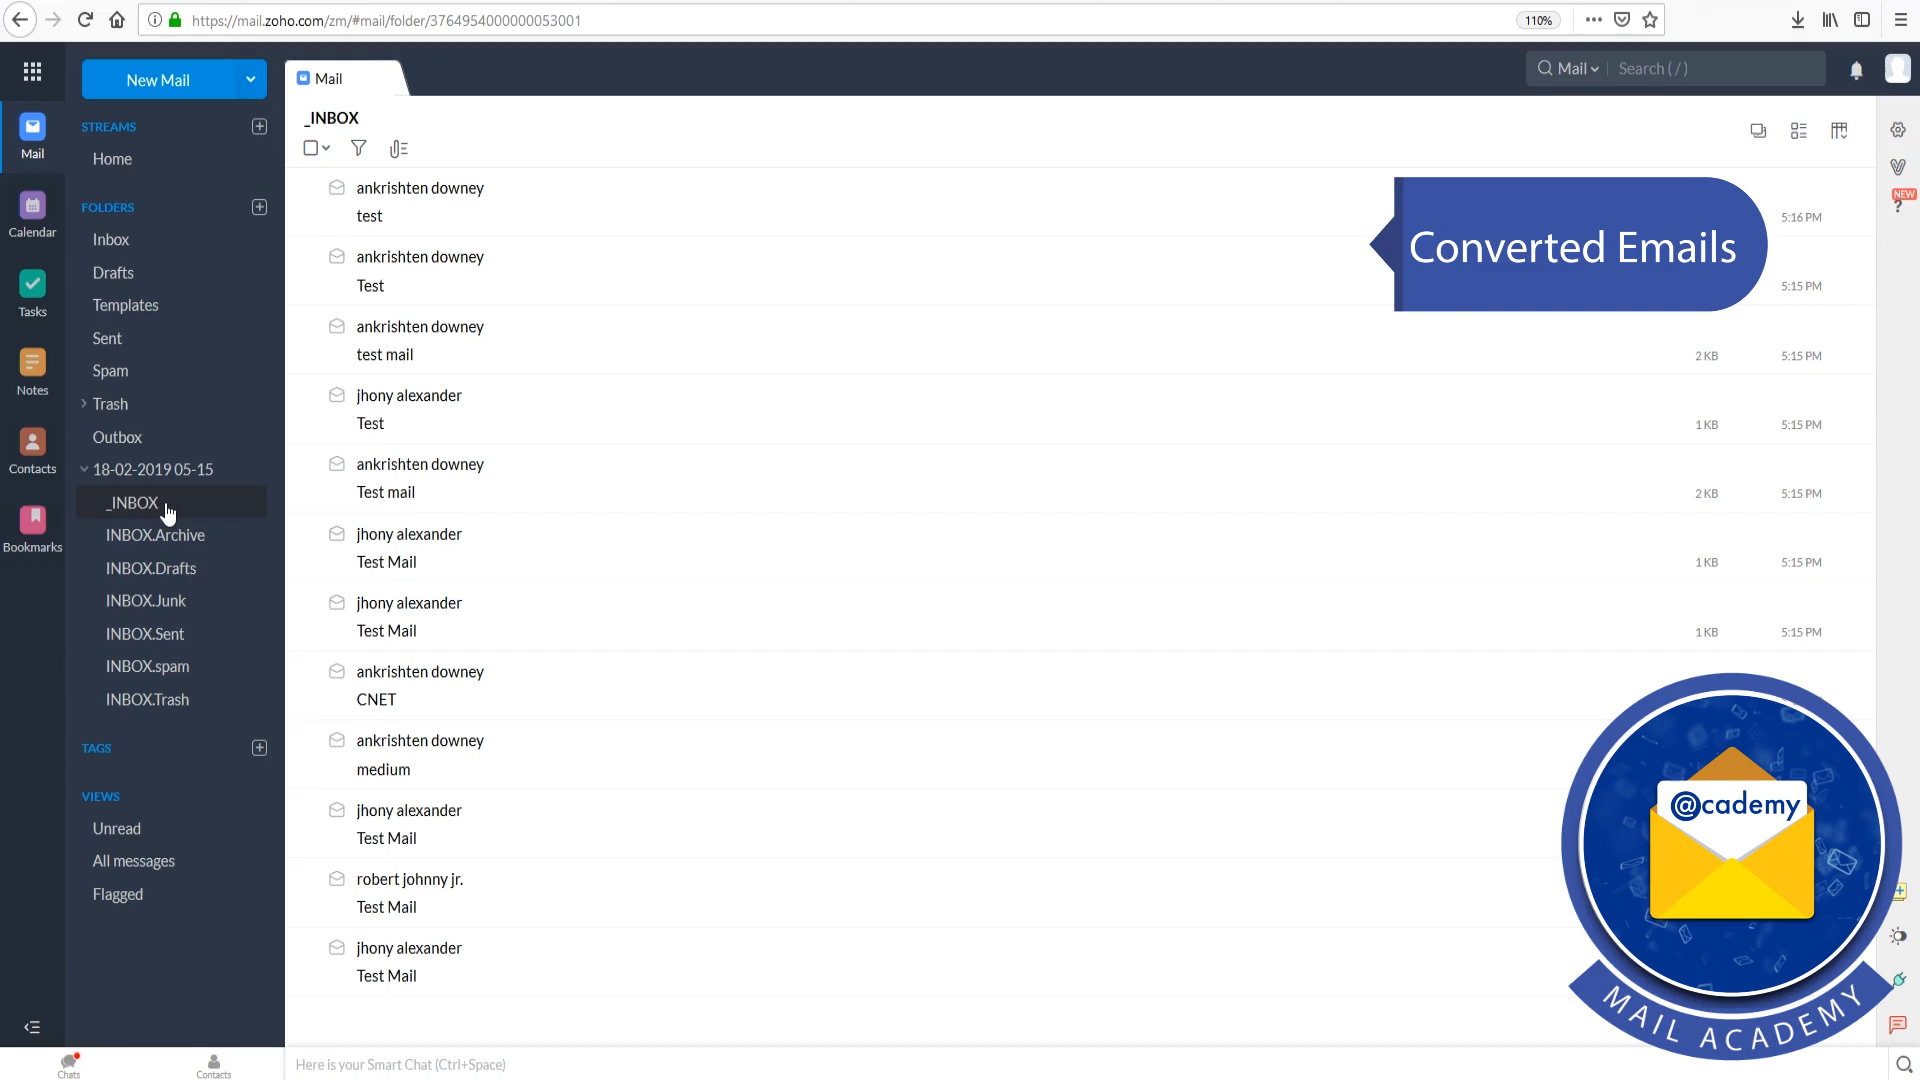 https://mail.zoho.com/zm/#mail/folder/3764954000000053001
110%
New Mail
Mail
Mail
Search ( / )
Mail
Calendar
Tasks
Notes
Contacts
Bookmarks
STREAMS
Home
FOLDERS
Inbox
Drafts
Templates
Sent
Spam
Trash
Outbox
18-02-2019 05-15
_INBOX
INBOX.Archive
INBOX.Drafts
INBOX.Junk
INBOX.Sent
INBOX.spam
INBOX.Trash
TAGS
VIEWS
Unread
All messages
Flagged
_INBOX
ankrishten downey
test
5:16 PM
ankrishten downey
Test
5:15 PM
ankrishten downey
test mail
2 KB 5:15 PM
jhony alexander
Test
1 KB 5:15 PM
ankrishten downey
Test mail
2 KB 5:15 PM
jhony alexander
Test Mail
1 KB 5:15 PM
jhony alexander
Test Mail
1 KB 5:15 PM
ankrishten downey
CNET
ankrishten downey
medium
jhony alexander
Test Mail
robert johnny jr.
Test Mail
jhony alexander
Test Mail
Converted Emails
NEW
?
@cademy
MAIL ACADEMY
Chats
Contacts
Here is your Smart Chat (Ctrl+Space)